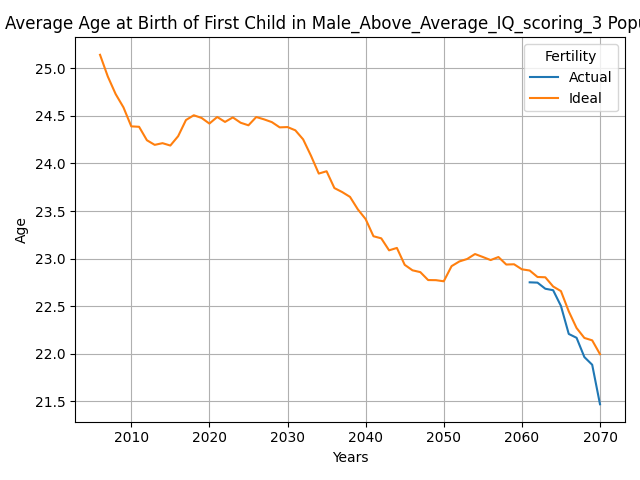 Average Age at Birth of First Child in Male_Above_Average_IQ_scoring_3 Popu
Fertility
Actual
Ideal
25.0
24.5
24.0
23.5
23.0
22.5
22.0
21.5
Age
2010 2020 2030 2040 2050 2060 2070
Years